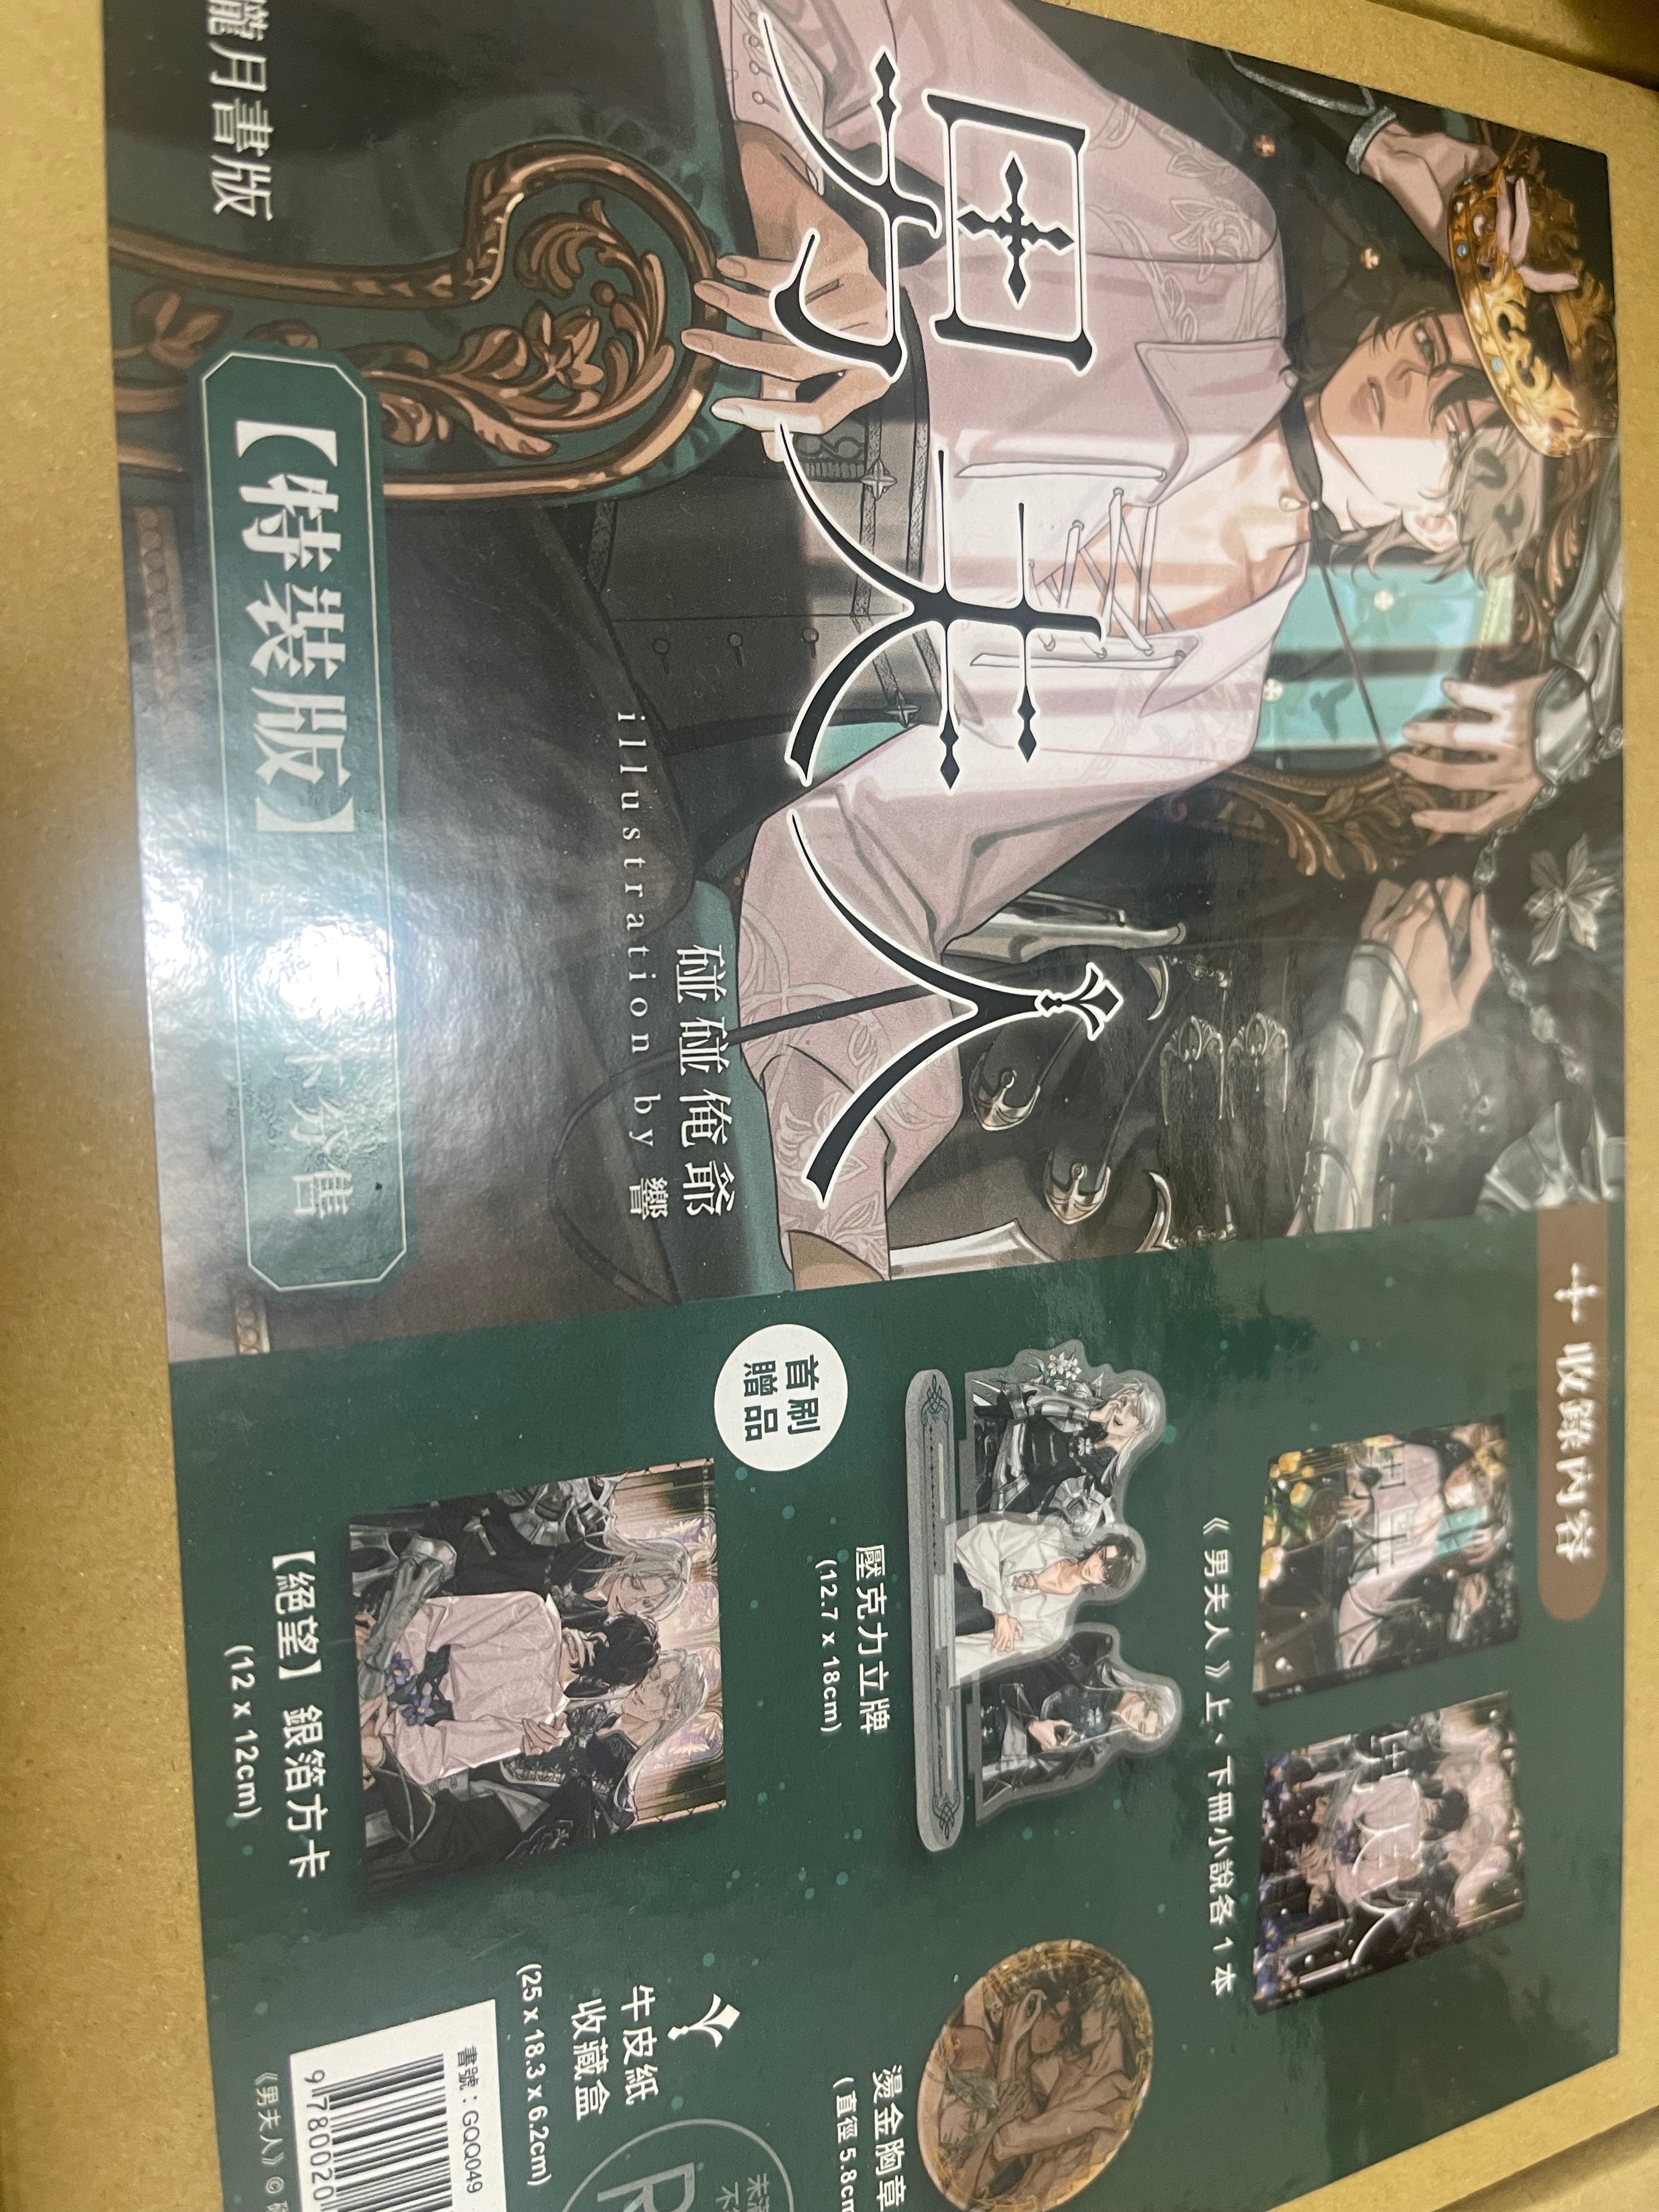 男夫人
碰碰俺爺
illustration by 響
【特裝版】
售
朧月書版
收錄內容
《男夫人》上、下冊小說各1本
壓克力立牌
(12.7 x 18cm)
燙金胸章
(直徑5.8cm
首刷
贈品
【絕望】銀箔方卡
(12 x 12cm)
牛皮紙
收藏盒
(25 x 18.3 x 6.2cm)
未滿
不
R
書號:GQQ049
9 7800201
《男夫人》©